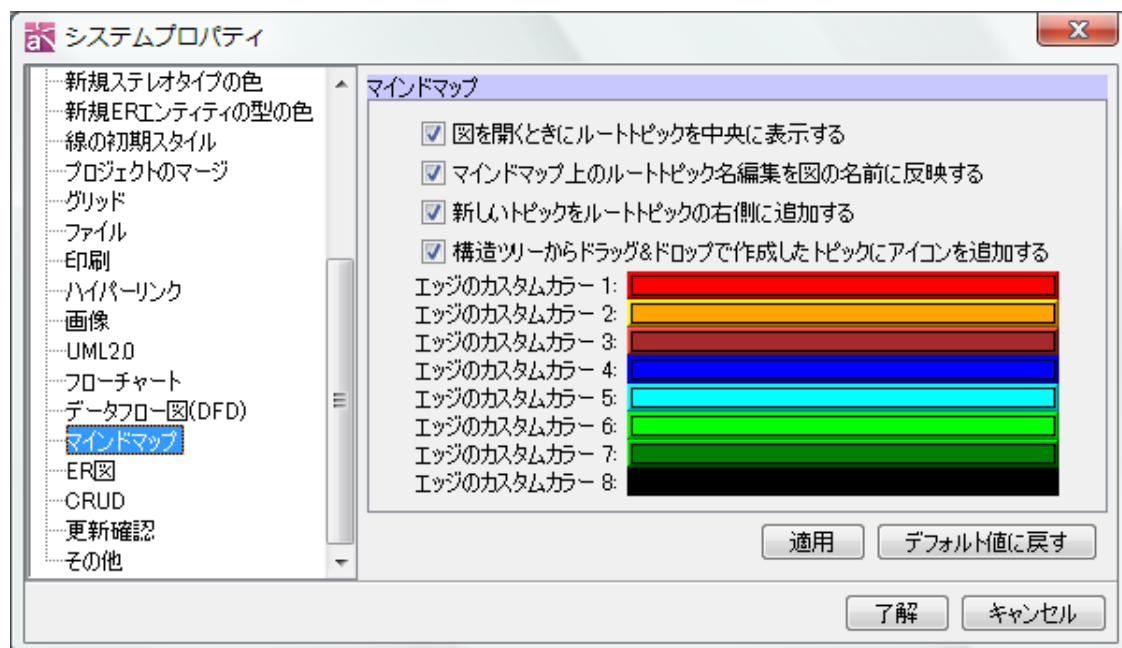 システムプロパティ
新規ステレオタイプの色
新規ERエンティティの型の色
線の初期スタイル
プロジェクトのマージ
グリッド
ファイル
印刷
ハイパーリンク
画像
UML2.0
フローチャート
データフロー図(DFD)
マインドマップ
ER図
CRUD
更新確認
その他
マインドマップ
図を開くときにルートトピックを中央に表示する
マインドマップ上のルートトピック名編集を図の名前に反映する
新しいトピックをルートトピックの右側に追加する
構造ツリーからドラッグ&ドロップで作成したトピックにアイコンを追加する
エッジのカスタムカラー 1:
エッジのカスタムカラー 2:
エッジのカスタムカラー 3:
エッジのカスタムカラー 4:
エッジのカスタムカラー 5:
エッジのカスタムカラー 6:
エッジのカスタムカラー 7:
エッジのカスタムカラー 8:
適用 デフォルト値に戻す
了解 キャンセル